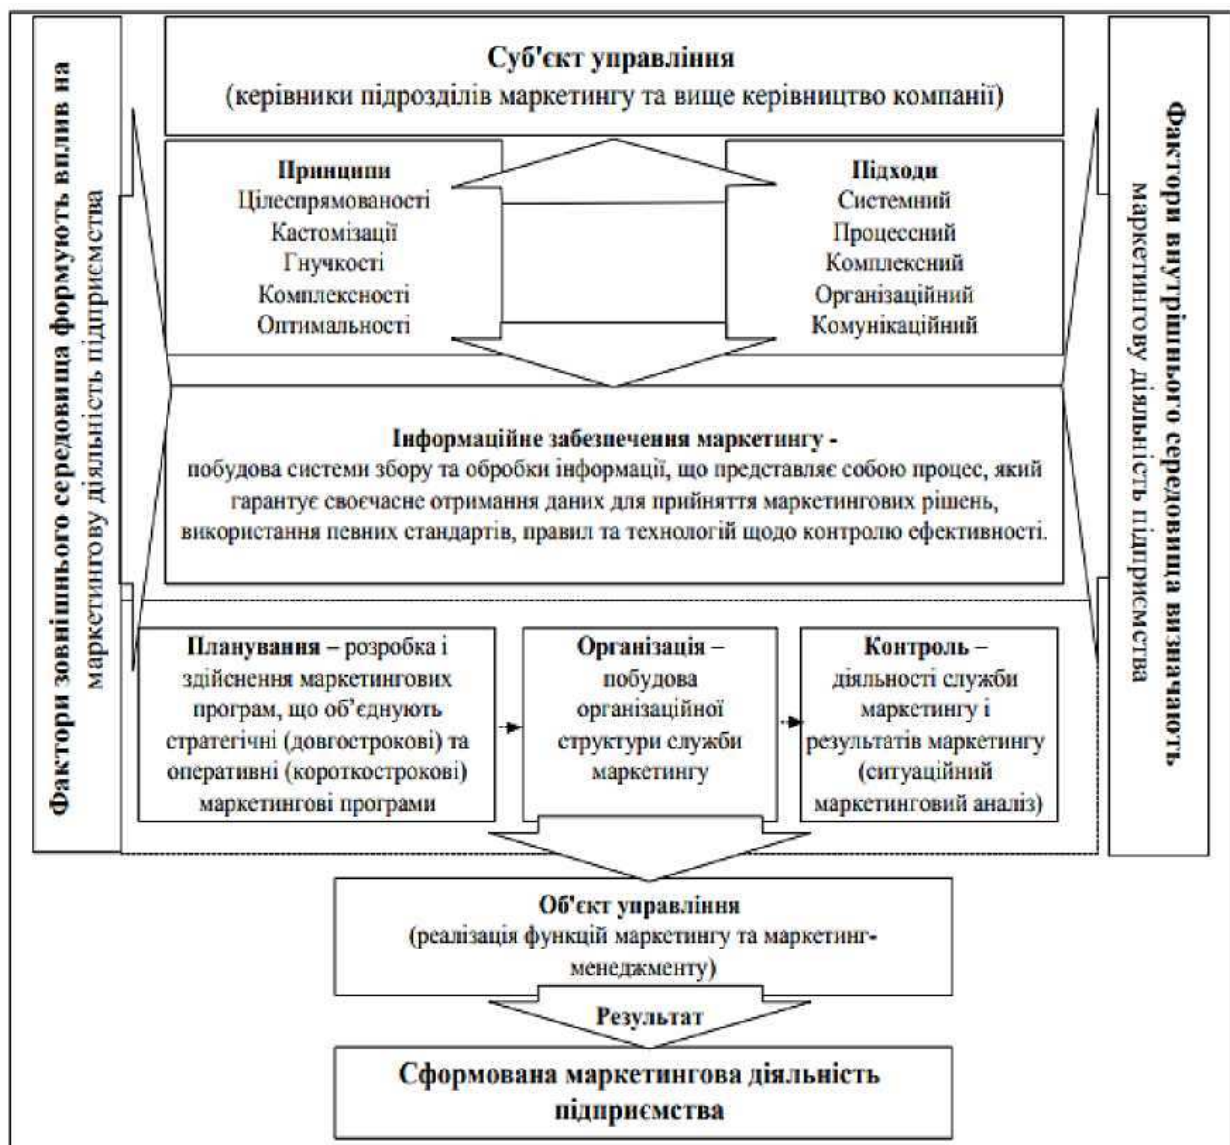 Фактори зовнішнього середовища формують вплив на
маркетингову діяльність підприємства
Суб'єкт управління
(керівники підрозділів маркетингу та вище керівництво компанії)
Принципи
Цілеспрямованості
Кастомізації
Гнучкості
Комплексності
Оптимальності
Підходи
Системний
Процессний
Комплексний
Організаційний
Комунікаційний
Інформаційне забезпечення маркетингу -
побудова системи збору та обробки інформації, що представляє собою процес, який
гарантує своєчасне отримання даних для прийняття маркетингових рішень,
використання певних стандартів, правил та технологій щодо контролю ефективності.
Планування – розробка і
здійснення маркетингових
програм, що об’єднують
стратегічні (довгострокові) та
оперативні (короткострокові)
маркетингові програми
Організація –
побудова
організаційної
структури служби
маркетингу
Контроль –
діяльності служби
маркетингу і
результатів маркетингу
(ситуаційний
маркетинговий аналіз)
Об'єкт управління
(реалізація функцій маркетингу та маркетинг-
менеджменту)
Результат
Сформована маркетингова діяльність
підприємства
Фактори внутрішнього середовища визначають
маркетингову діяльність підприємства